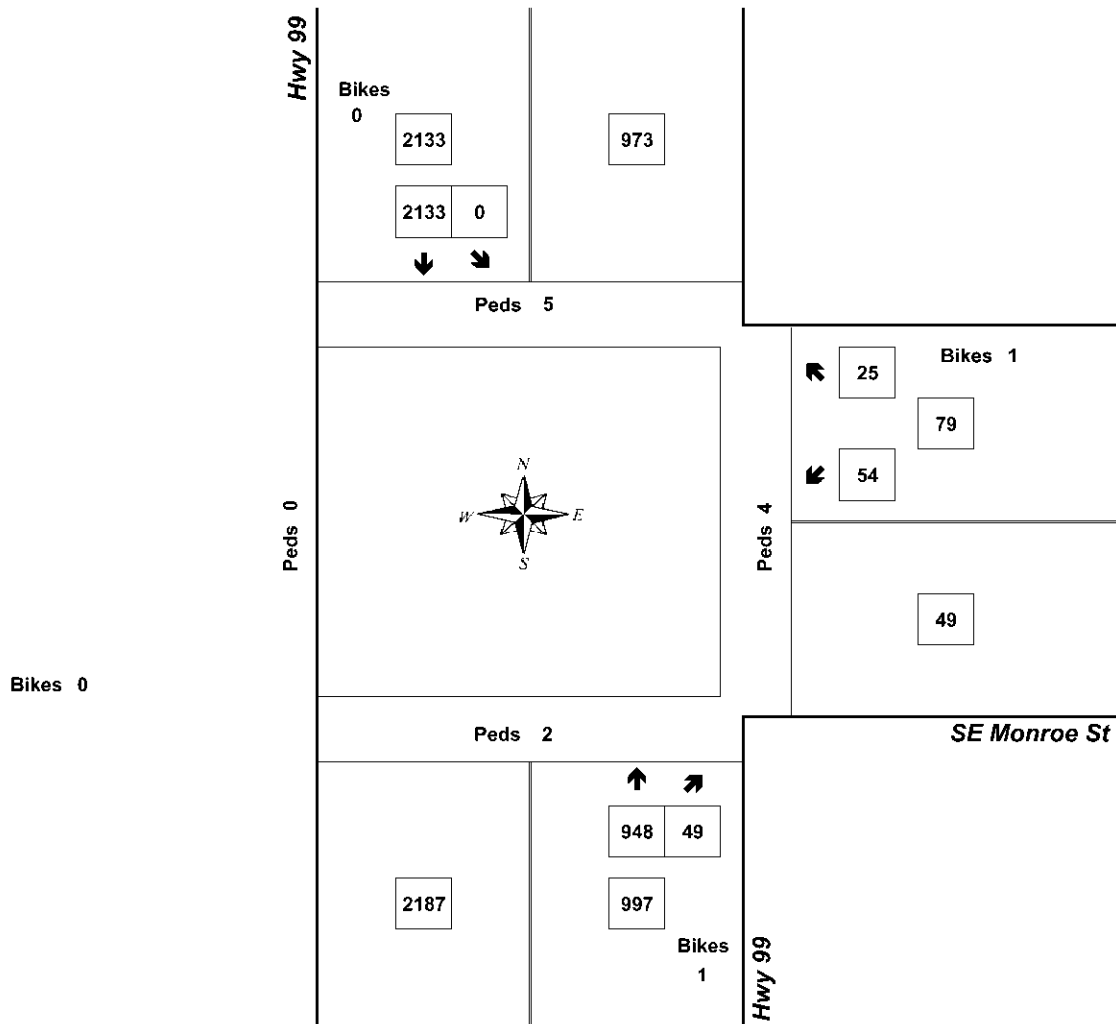 Hwy 99
Bikes
0
2133
973
2133 0
Peds 5
25
Bikes 1
79
54
N
W E
S
Peds 0
Peds 4
49
Bikes 0
Peds 2
SE Monroe St
948 49
2187
997
Bikes
1
Hwy 99